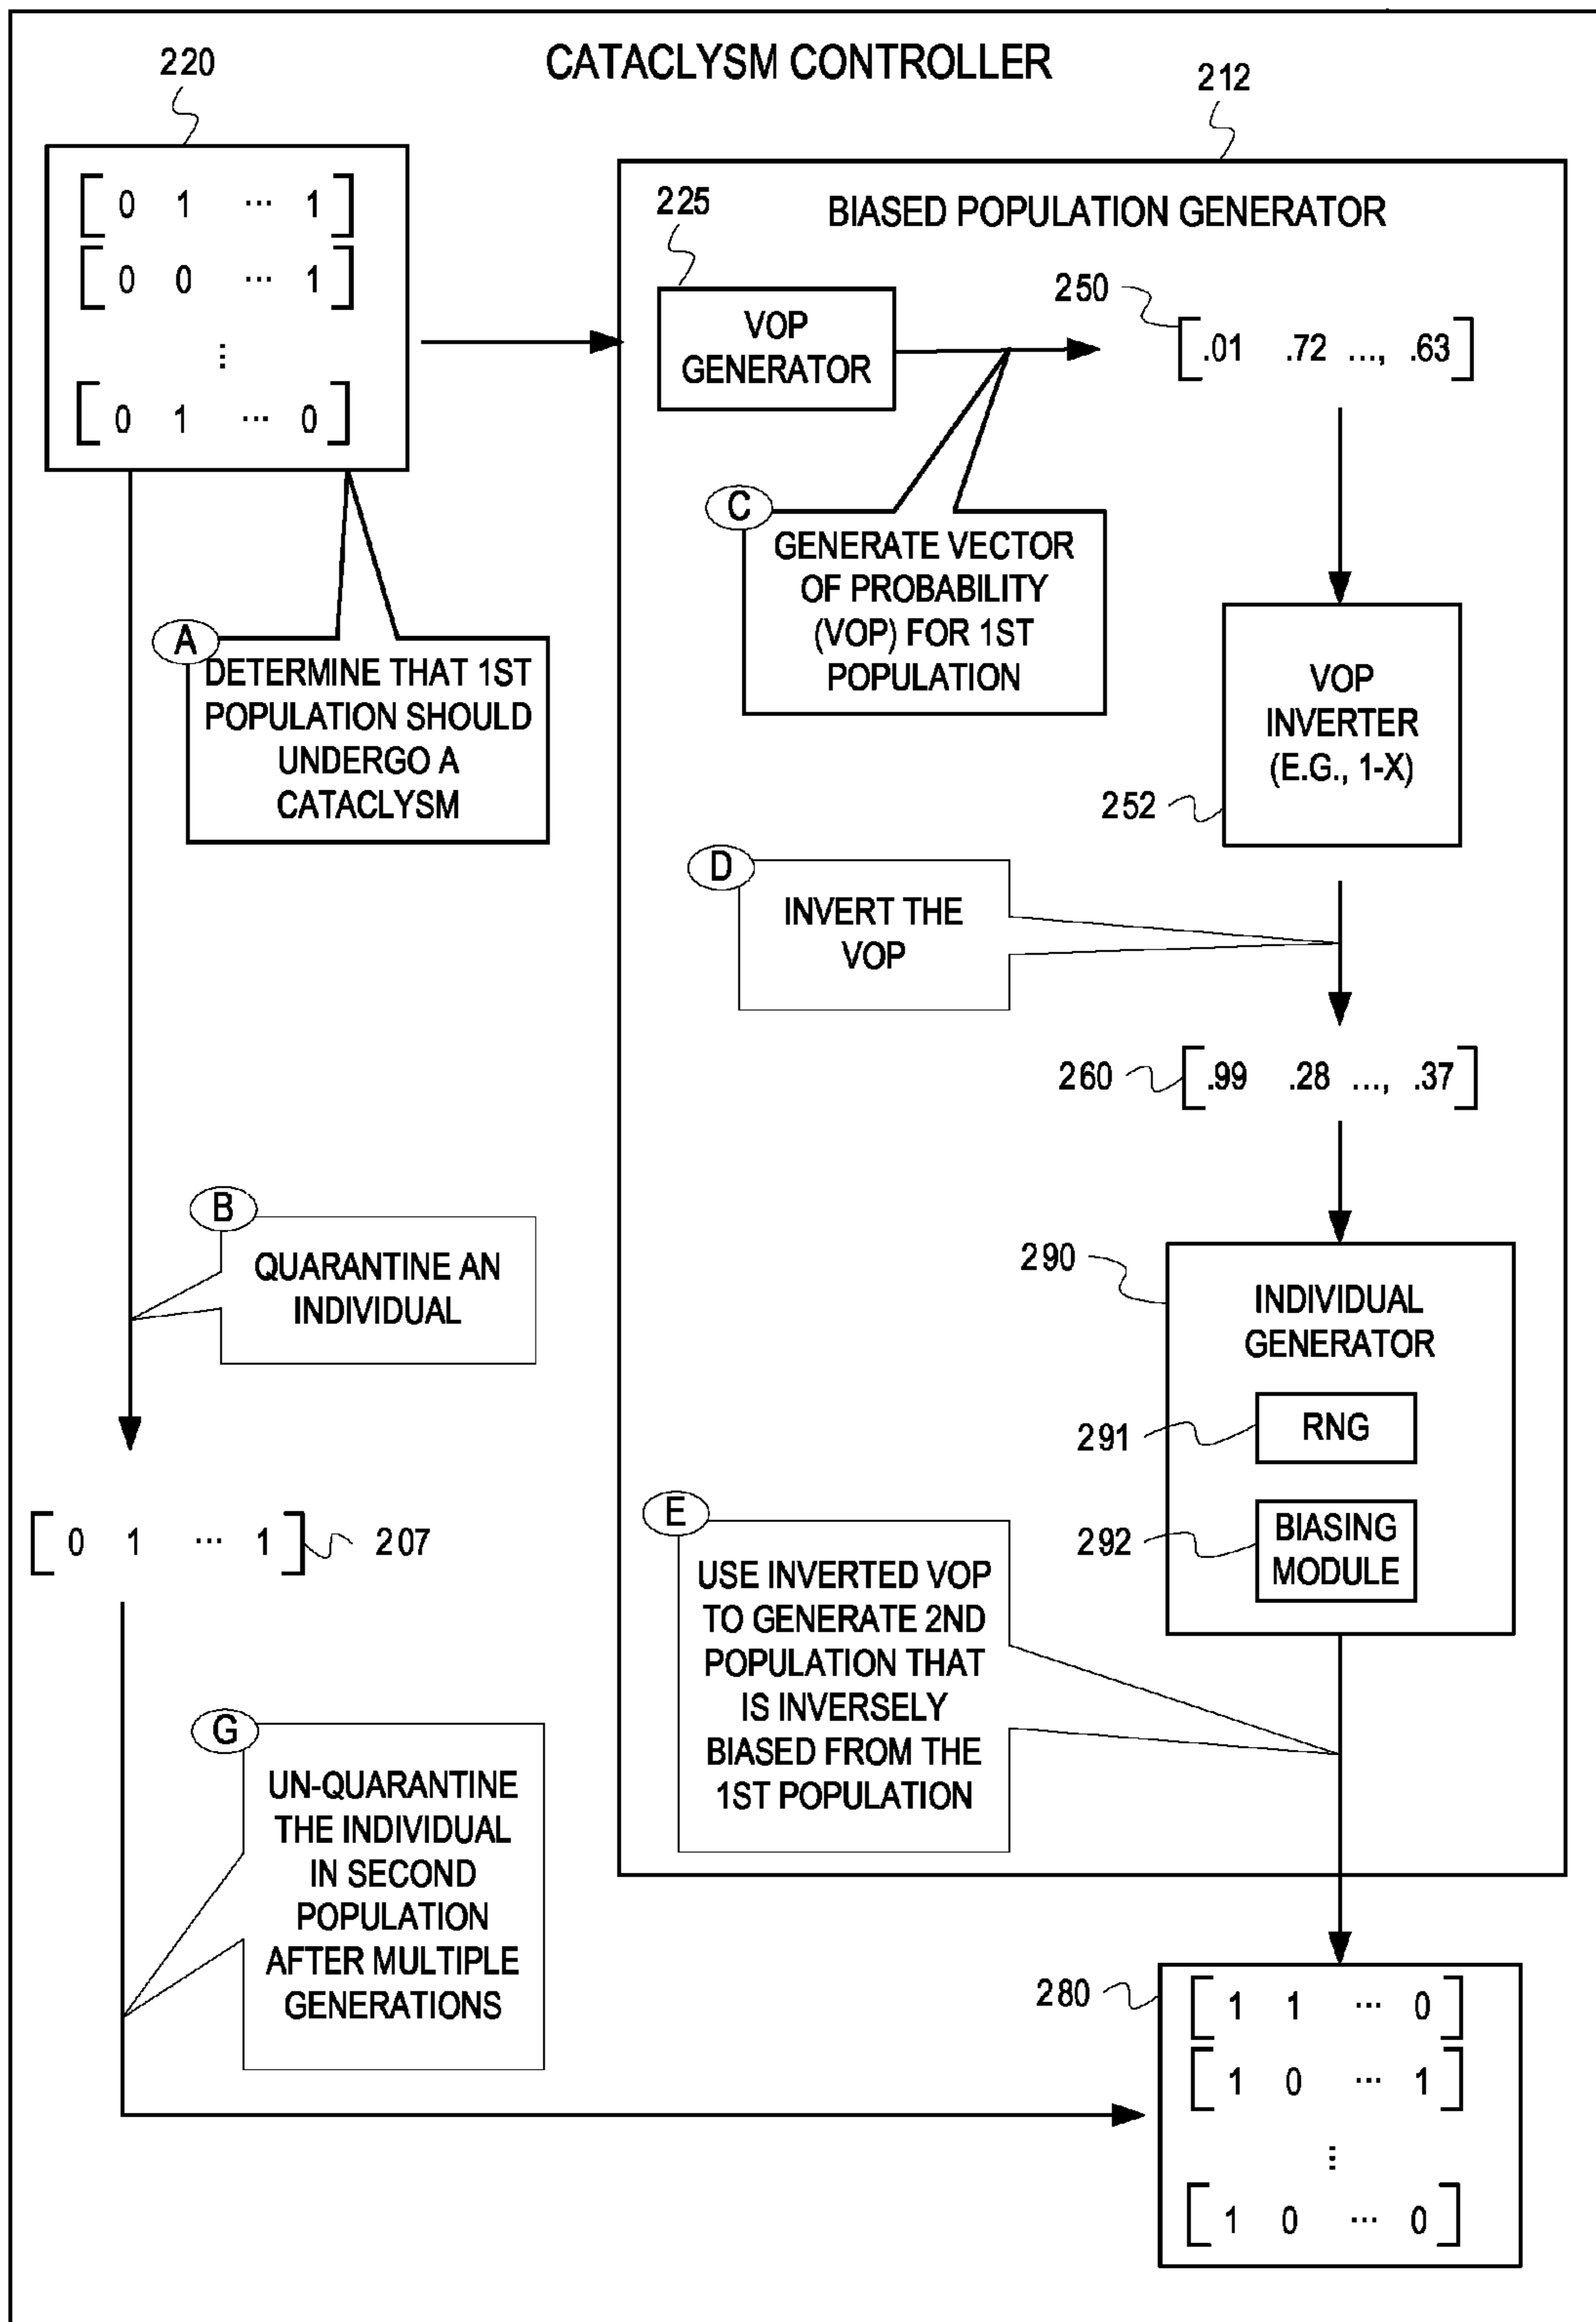 CATACLYSM CONTROLLER
220
212
[ 0 1 ... 1 ]
[ 0 0 ... 1 ]
⋮
[ 0 1 ... 0 ]
BIASED POPULATION GENERATOR
225
VOP
GENERATOR
250
[ .01 .72 ..., .63 ]
C
GENERATE VECTOR
OF PROBABILITY
(VOP) FOR 1ST
POPULATION
A
DETERMINE THAT 1ST
POPULATION SHOULD
UNDERGO A
CATACLYSM
VOP
INVERTER
(E.G., 1-X)
252
D
INVERT THE
VOP
260
[ .99 .28 ..., .37 ]
B
QUARANTINE AN
INDIVIDUAL
290
INDIVIDUAL
GENERATOR
291
RNG
292
BIASING
MODULE
[ 0 1 ... 1 ]
207
E
USE INVERTED VOP
TO GENERATE 2ND
POPULATION THAT
IS INVERSELY
BIASED FROM THE
1ST POPULATION
G
UN-QUARANTINE
THE INDIVIDUAL
IN SECOND
POPULATION
AFTER MULTIPLE
GENERATIONS
280
[ 1 1 ... 0 ]
[ 1 0 ... 1 ]
⋮
[ 1 0 ... 0 ]